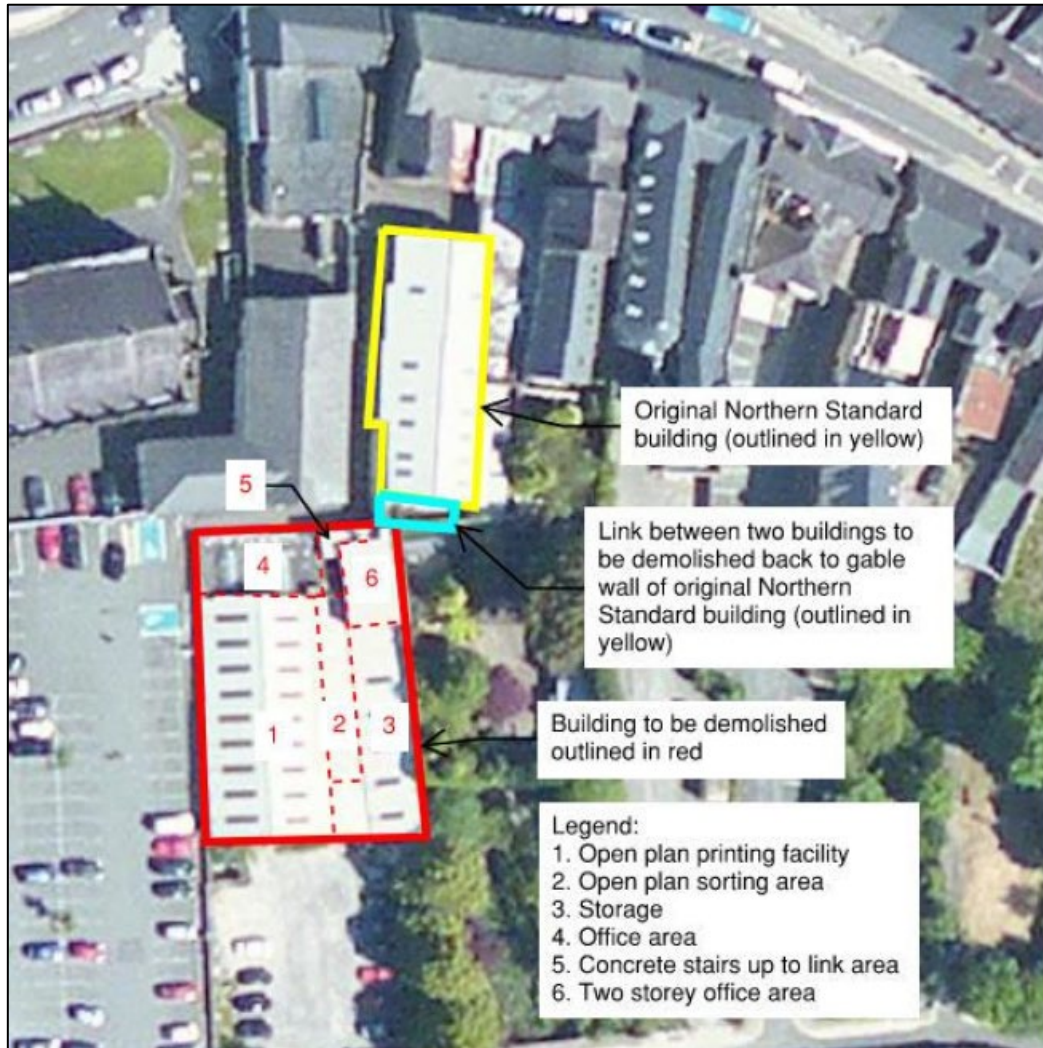 Original Northern Standard
building (outlined in yellow)
5
Link between two buildings to
be demolished back to gable
wall of original Northern
Standard building (outlined in
yellow)
4
6
1
2
3
Building to be demolished
outlined in red
Legend:
1. Open plan printing facility
2. Open plan sorting area
3. Storage
4. Office area
5. Concrete stairs up to link area
6. Two storey office area